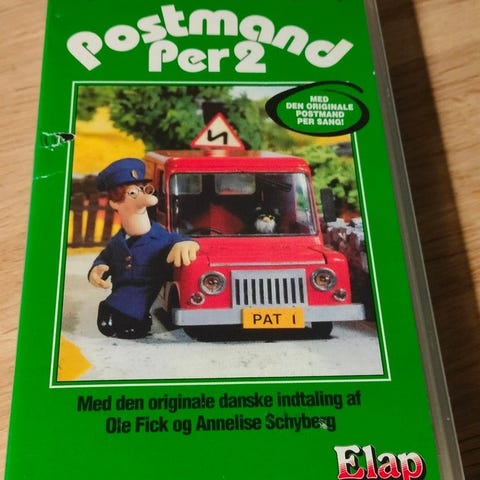 Postmand
Per 2
MED
DEN ORIGINALE
POSTMAND
PER SANG!
PAT 1
Med den originale danske indtaling af
Ole Fick og Annelise Schyberg
Elap